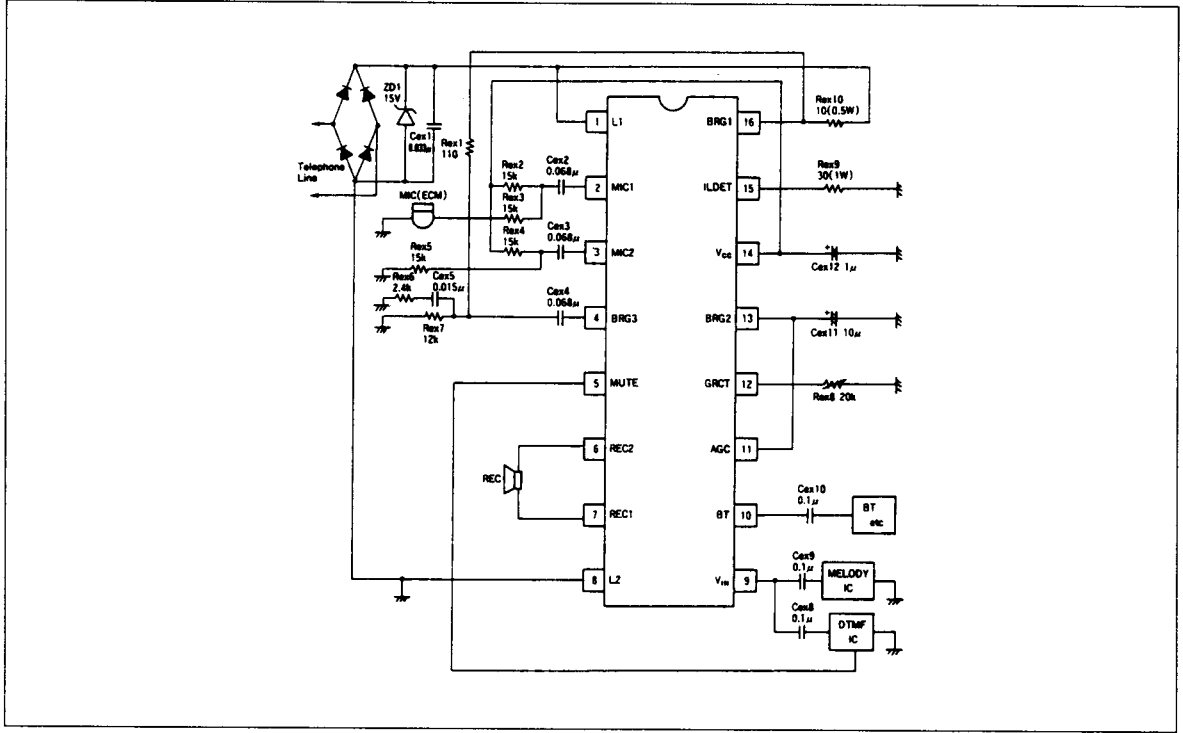 ZD1
15V
Cex1
0.033μ
Rex1
110
Telephone
Line
MIC(ECM)
Rex2
15k
Rex3
15k
Rex4
15k
Rex5
15k
Rex6
2.4k
Cex5
0.015μ
Rex7
12k
Cex2
0.068μ
Cex3
0.068μ
Cex4
0.068μ
REC
1 L1
2 MIC1
3 MIC2
4 BRG3
5 MUTE
6 REC2
7 REC1
8 L2
BRG1 16
ILDET 15
Vcc 14
BRG2 13
GRCT 12
AGC 11
BT 10
VIN 9
Rex10
10(0.5W)
Rex9
30(1W)
+
Cex12 1μ
+
Cex11 10μ
Rex8 20k
Cex10
0.1μ
BT
etc
Cex9
0.1μ
MELODY
IC
Cex8
0.1μ
DTMF
IC